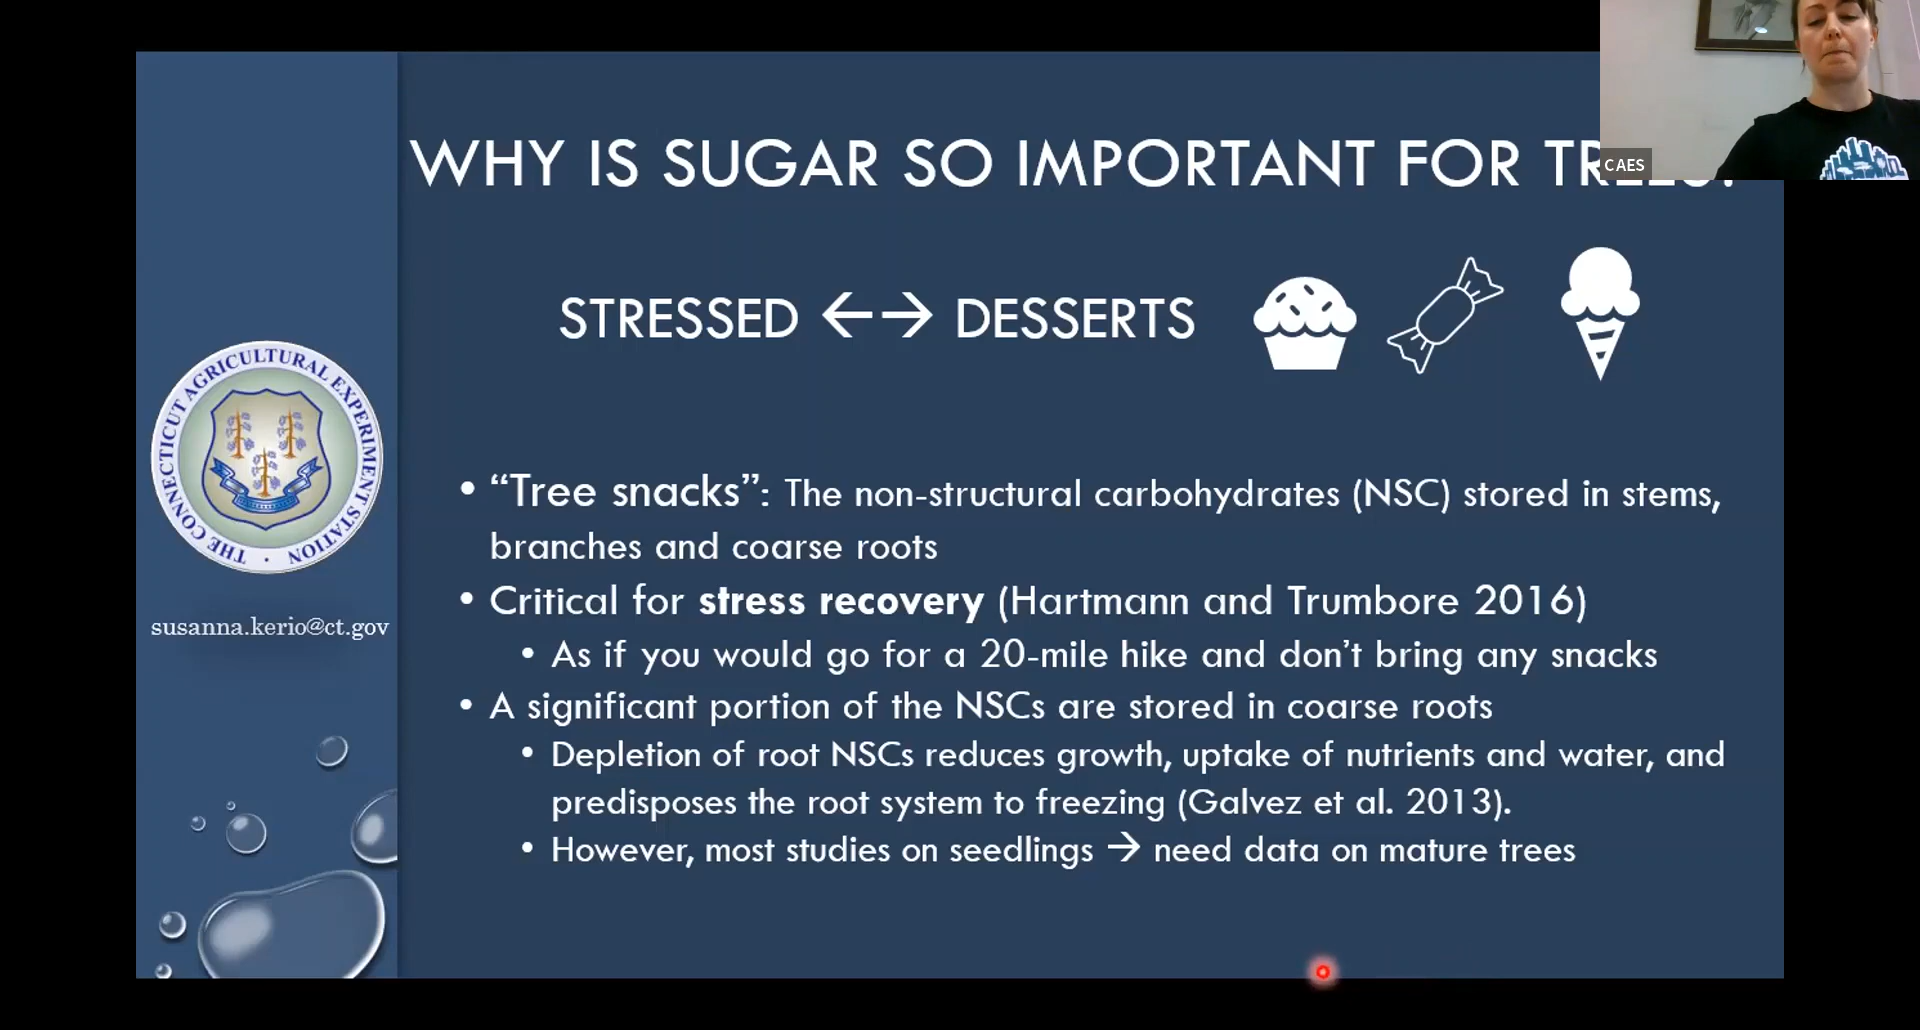 WHY IS SUGAR SO IMPORTANT FOR TREES?
CAES
STRESSED ←→ DESSERTS
THE CONNECTICUT AGRICULTURAL EXPERIMENT STATION
susanna.kerio@ct.gov
• “Tree snacks”: The non-structural carbohydrates (NSC) stored in stems,
branches and coarse roots
• Critical for stress recovery (Hartmann and Trumbore 2016)
• As if you would go for a 20-mile hike and don’t bring any snacks
• A significant portion of the NSCs are stored in coarse roots
• Depletion of root NSCs reduces growth, uptake of nutrients and water, and
predisposes the root system to freezing (Galvez et al. 2013).
• However, most studies on seedlings → need data on mature trees